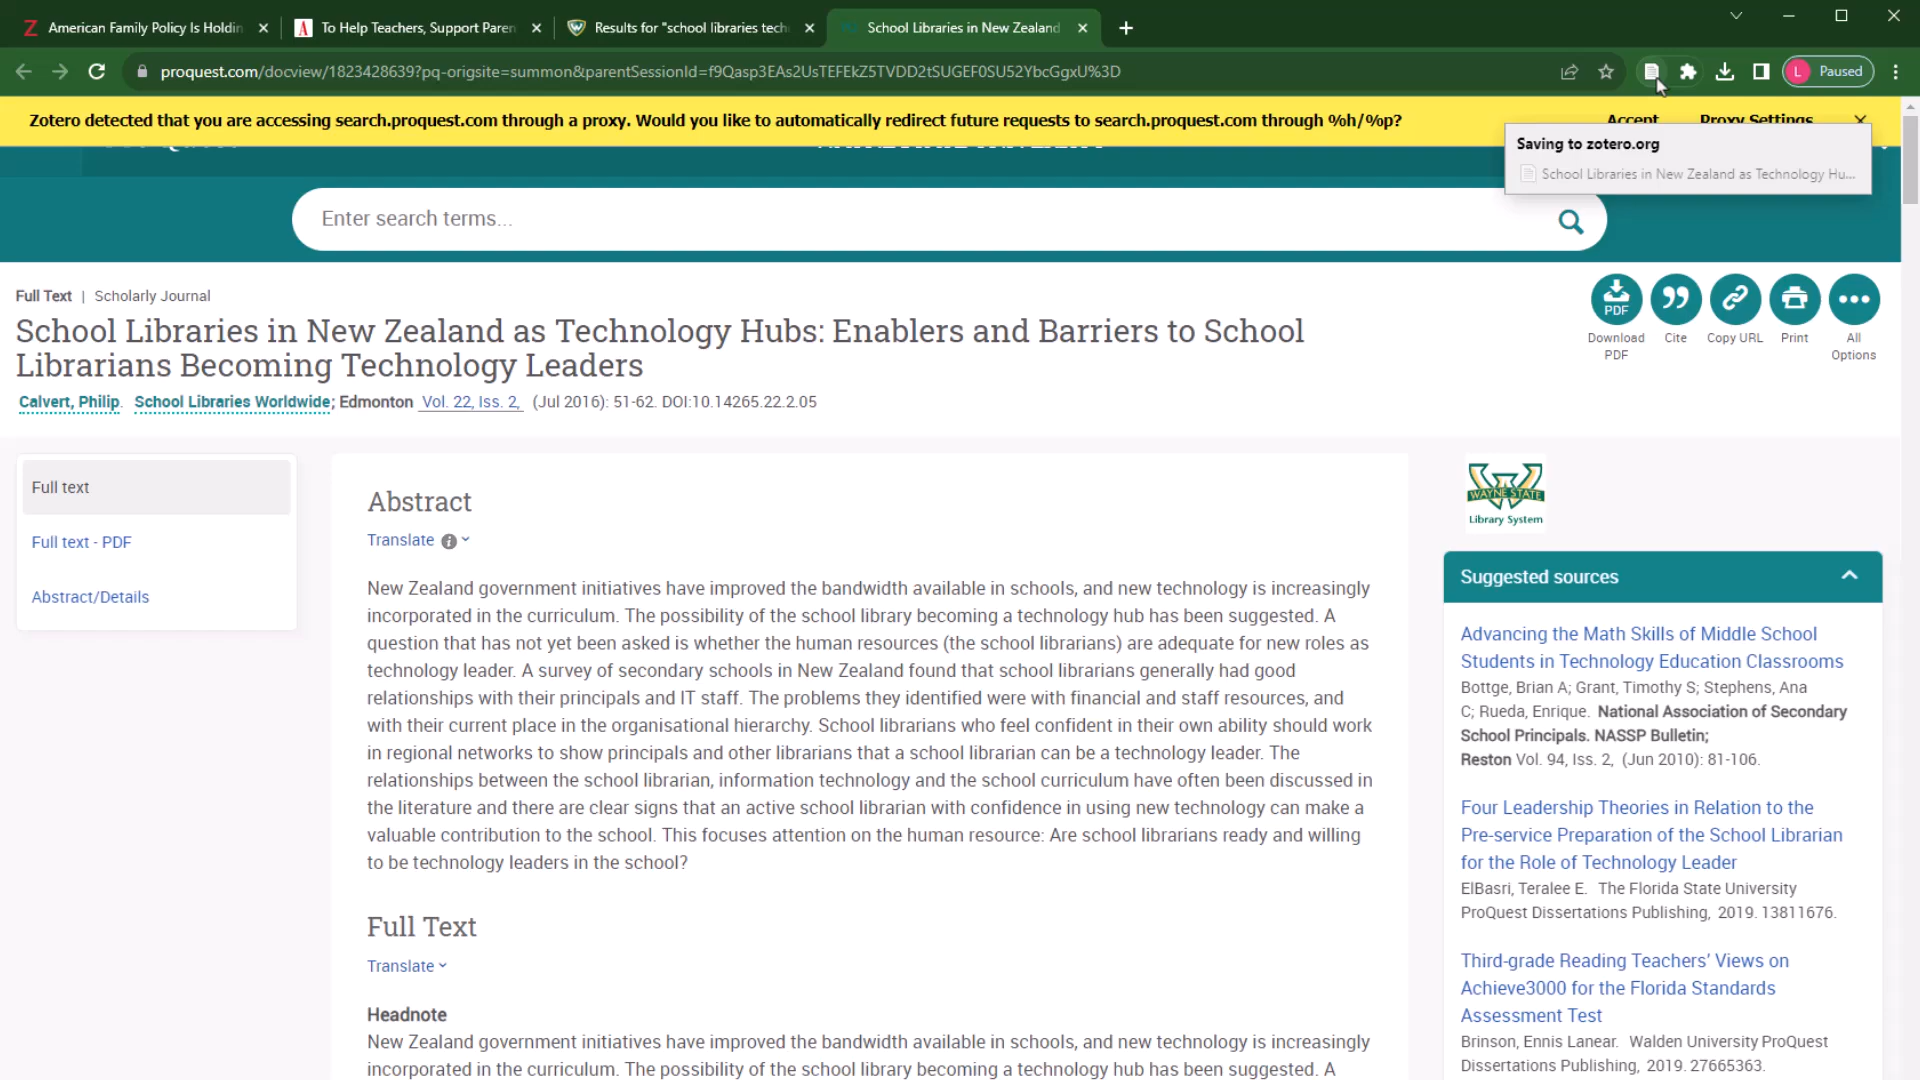 American Family Policy Is Holdin
To Help Teachers, Support Paren
Results for "school libraries tech
School Libraries in New Zealand
proquest.com/docview/1823428639?pq-origsite=summon&parentSessionId=f9Qasp3EAs2UsTEFEkZ5TVDD2tSUGEF0SU52YbcGgxU%3D
L Paused
Zotero detected that you are accessing search.proquest.com through a proxy. Would you like to automatically redirect future requests to search.proquest.com through %h/%p?
Accept
Proxy Settings
Saving to zotero.org
School Libraries in New Zealand as Technology Hu...
Enter search terms...
Full Text | Scholarly Journal
School Libraries in New Zealand as Technology Hubs: Enablers and Barriers to School
Librarians Becoming Technology Leaders
Calvert, Philip. School Libraries Worldwide; Edmonton Vol. 22, Iss. 2, (Jul 2016): 51-62. DOI:10.14265.22.2.05
PDF
Download
PDF
Cite
Copy URL
Print
All
Options
Full text
Full text - PDF
Abstract/Details
Abstract
Translate
New Zealand government initiatives have improved the bandwidth available in schools, and new technology is increasingly
incorporated in the curriculum. The possibility of the school library becoming a technology hub has been suggested. A
question that has not yet been asked is whether the human resources (the school librarians) are adequate for new roles as
technology leader. A survey of secondary schools in New Zealand found that school librarians generally had good
relationships with their principals and IT staff. The problems they identified were with financial and staff resources, and
with their current place in the organisational hierarchy. School librarians who feel confident in their own ability should work
in regional networks to show principals and other librarians that a school librarian can be a technology leader. The
relationships between the school librarian, information technology and the school curriculum have often been discussed in
the literature and there are clear signs that an active school librarian with confidence in using new technology can make a
valuable contribution to the school. This focuses attention on the human resource: Are school librarians ready and willing
to be technology leaders in the school?
Full Text
Translate
Headnote
New Zealand government initiatives have improved the bandwidth available in schools, and new technology is increasingly
incorporated in the curriculum. The possibility of the school library becoming a technology hub has been suggested. A
WAYNE STATE
Library System
Suggested sources
Advancing the Math Skills of Middle School
Students in Technology Education Classrooms
Bottge, Brian A; Grant, Timothy S; Stephens, Ana
C; Rueda, Enrique. National Association of Secondary
School Principals. NASSP Bulletin;
Reston Vol. 94, Iss. 2, (Jun 2010): 81-106.
Four Leadership Theories in Relation to the
Pre-service Preparation of the School Librarian
for the Role of Technology Leader
ElBasri, Teralee E. The Florida State University
ProQuest Dissertations Publishing, 2019. 13811676.
Third-grade Reading Teachers' Views on
Achieve3000 for the Florida Standards
Assessment Test
Brinson, Ennis Lanear. Walden University ProQuest
Dissertations Publishing, 2019. 27665363.